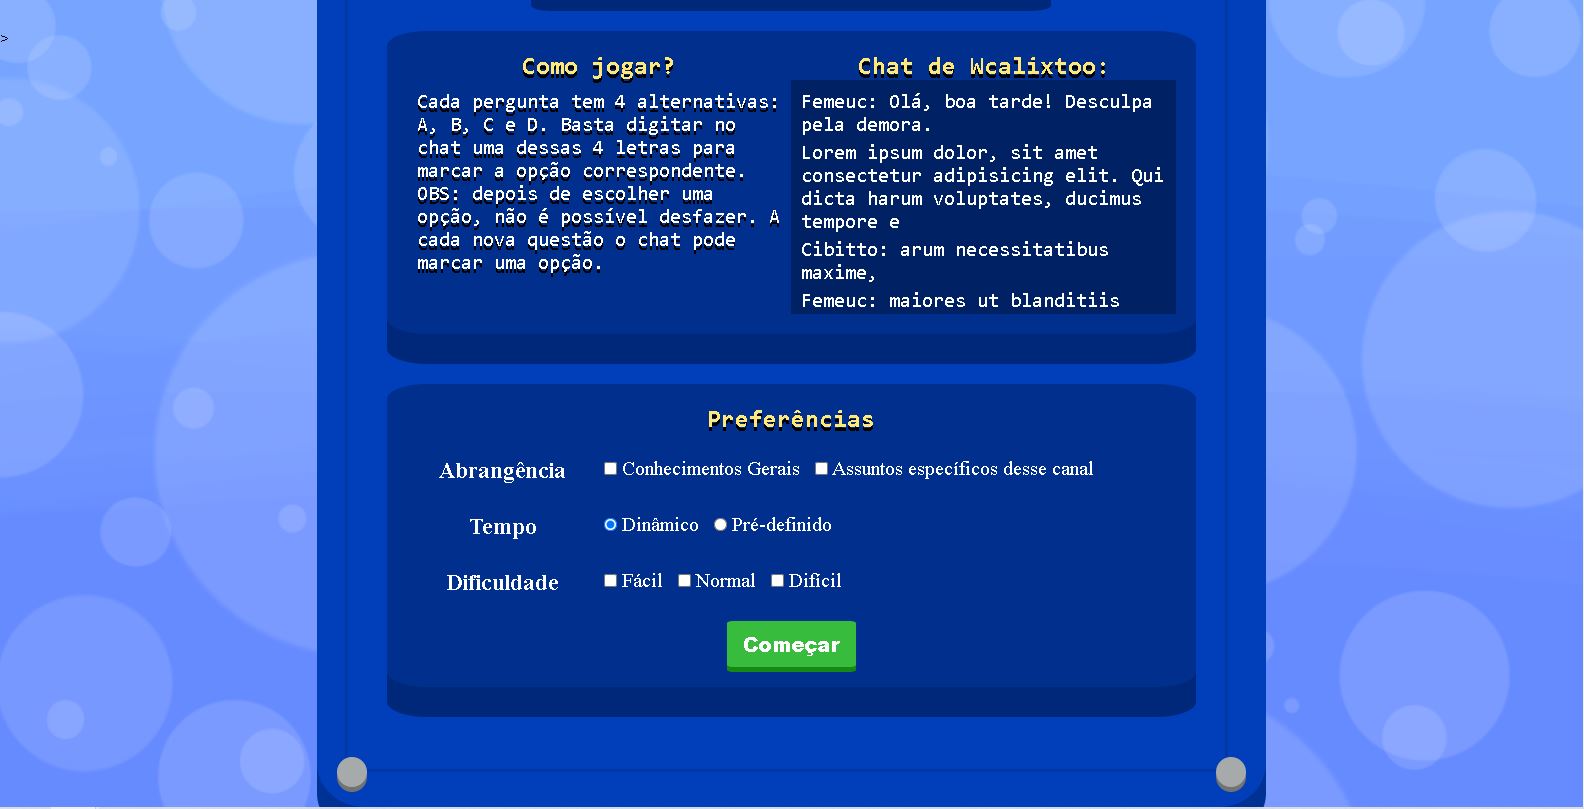 >
Como jogar?
Cada pergunta tem 4 alternativas:
A, B, C e D. Basta digitar no
chat uma dessas 4 letras para
marcar a opção correspondente.
OBS: depois de escolher uma
opção, não é possível desfazer. A
cada nova questão o chat pode
marcar uma opção.
Chat de Wcalixtoo:
Femeuc: Olá, boa tarde! Desculpa
pela demora.
Lorem ipsum dolor, sit amet
consectetur adipisicing elit. Qui
dicta harum voluptates, ducimus
tempore e
Cibitto: arum necessitatibus
maxime,
Femeuc: maiores ut blanditiis
Preferências
Abrangência Conhecimentos Gerais Assuntos específicos desse canal
Tempo Dinâmico Pré-definido
Dificuldade Fácil Normal Difícil
Começar